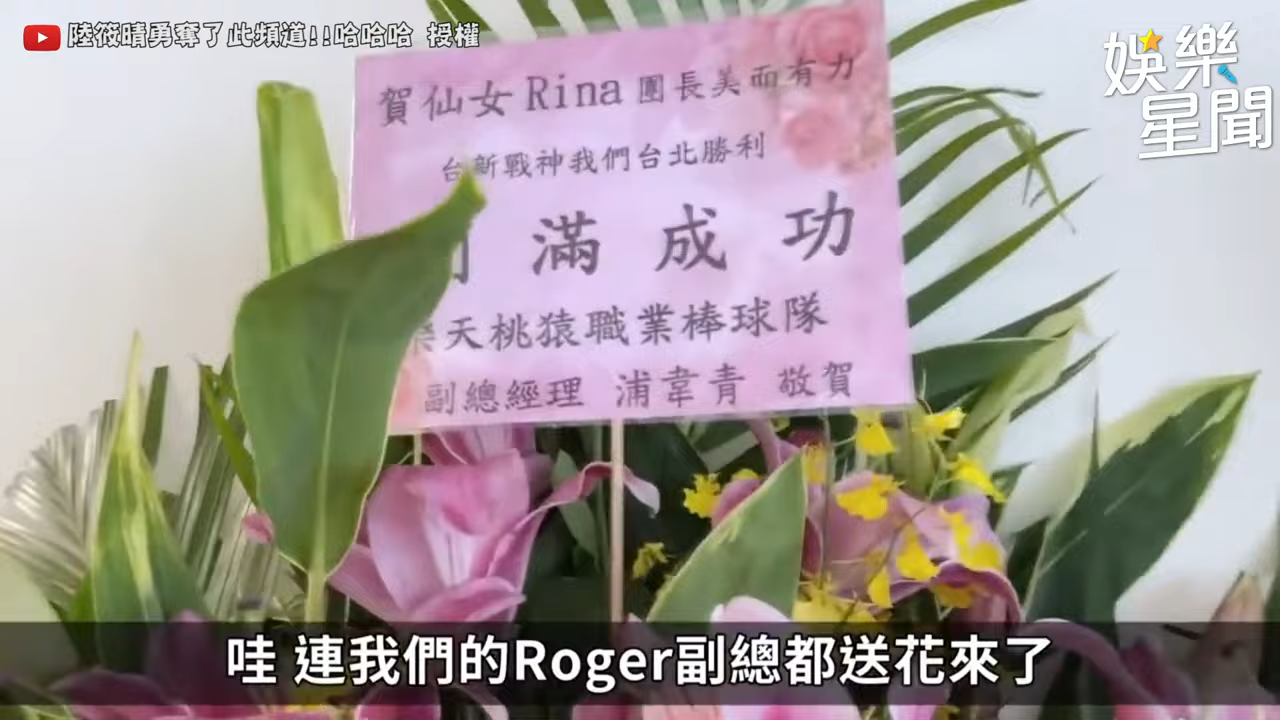 陸筱晴勇奪了此頻道!!哈哈哈 授權
娛樂
星聞
賀仙女Rina團長美而有力
台新戰神我們台北勝利
滿成功
天桃猿職業棒球隊
副總經理 浦韋青 敬賀
哇 連我們的Roger副總都送花來了